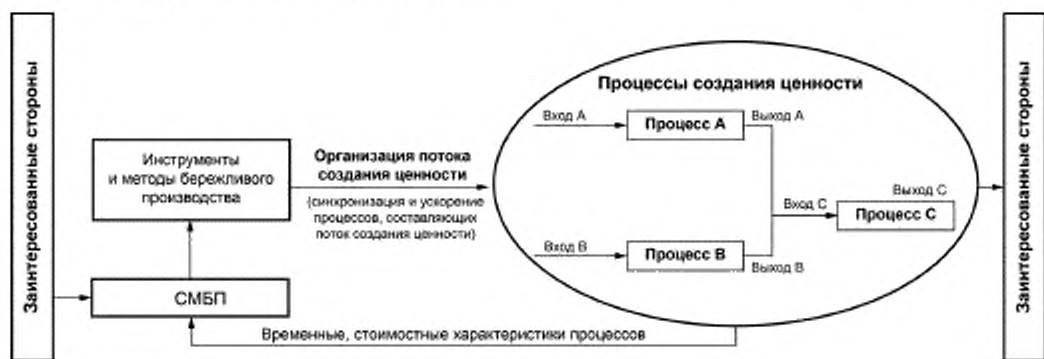 Заинтересованные стороны
Инструменты
и методы бережливого
производства
СМБП
Организация потока
создания ценности
(синхронизация и ускорение
процессов, составляющих
поток создания ценности)
Процессы создания ценности
Вход А
Процесс А
Выход А
Вход В
Процесс В
Выход В
Вход С
Процесс С
Выход С
Временные, стоимостные характеристики процессов
Заинтересованные стороны